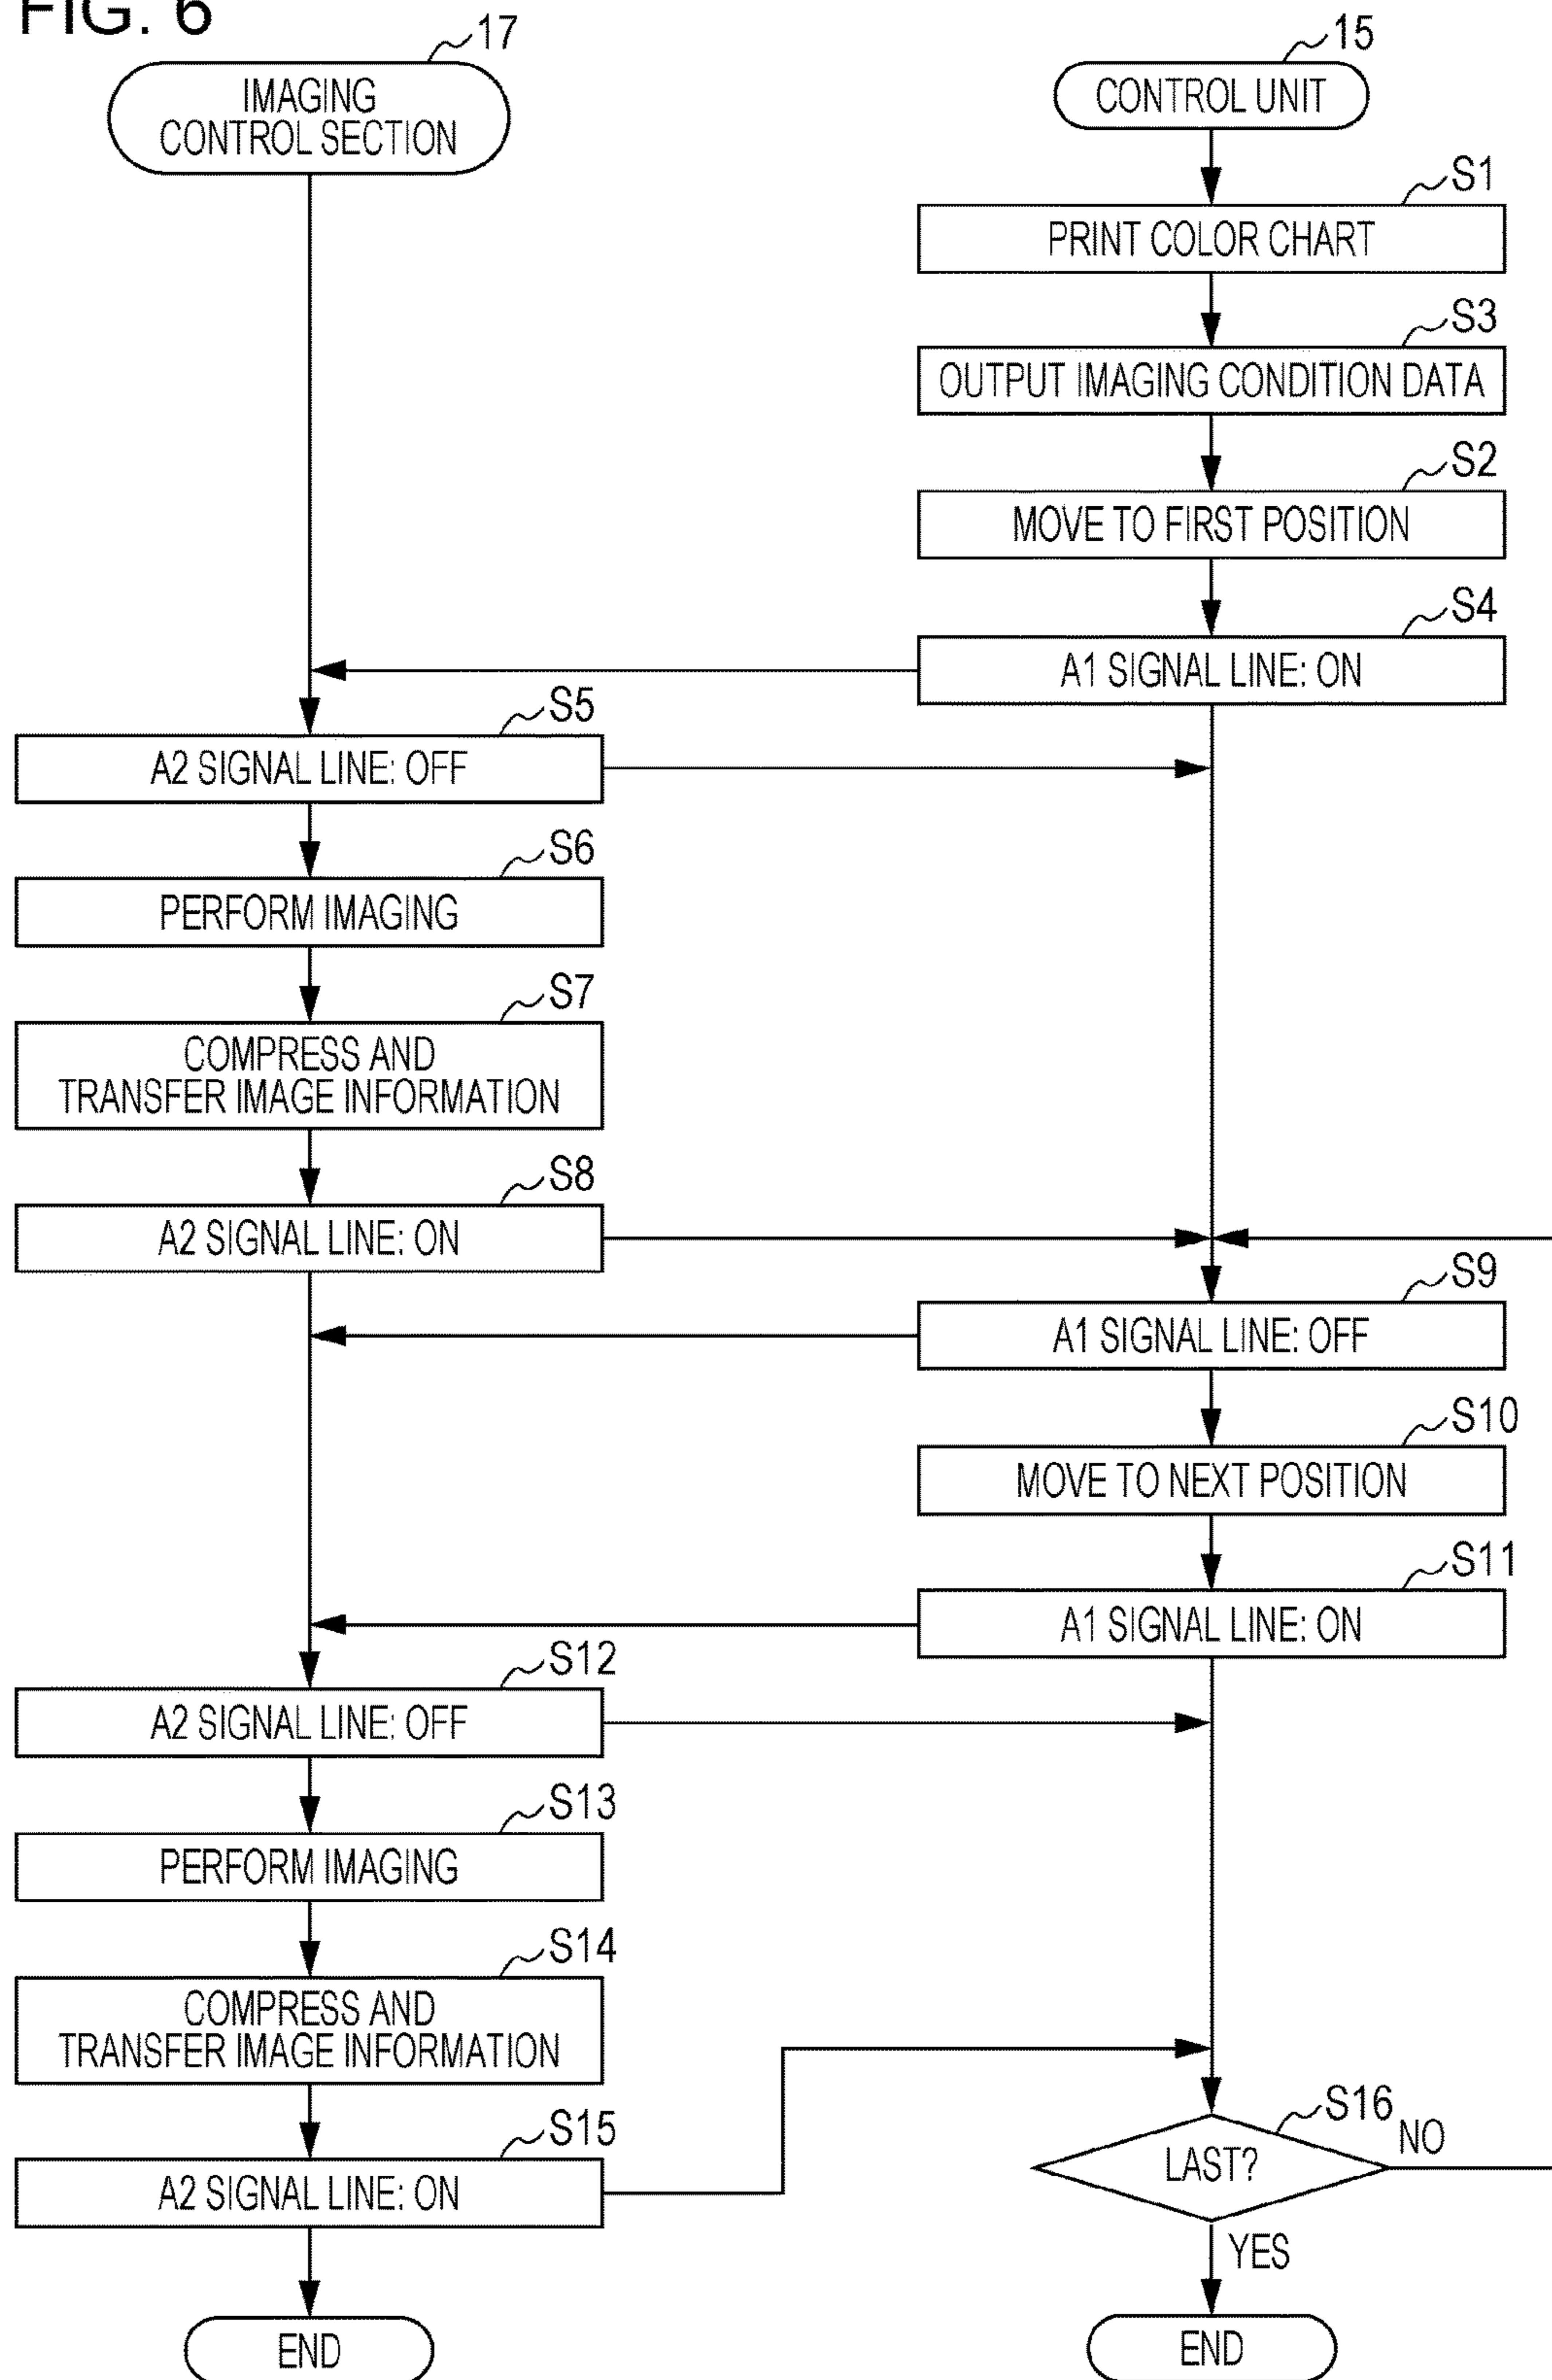 FIG. 6
17
IMAGING
CONTROL SECTION
15
CONTROL UNIT
S1
PRINT COLOR CHART
S3
OUTPUT IMAGING CONDITION DATA
S2
MOVE TO FIRST POSITION
S4
A1 SIGNAL LINE: ON
S5
A2 SIGNAL LINE: OFF
S6
PERFORM IMAGING
S7
COMPRESS AND
TRANSFER IMAGE INFORMATION
S8
A2 SIGNAL LINE: ON
S9
A1 SIGNAL LINE: OFF
S10
MOVE TO NEXT POSITION
S11
A1 SIGNAL LINE: ON
S12
A2 SIGNAL LINE: OFF
S13
PERFORM IMAGING
S14
COMPRESS AND
TRANSFER IMAGE INFORMATION
S15
A2 SIGNAL LINE: ON
S16
LAST?
NO
YES
END
END